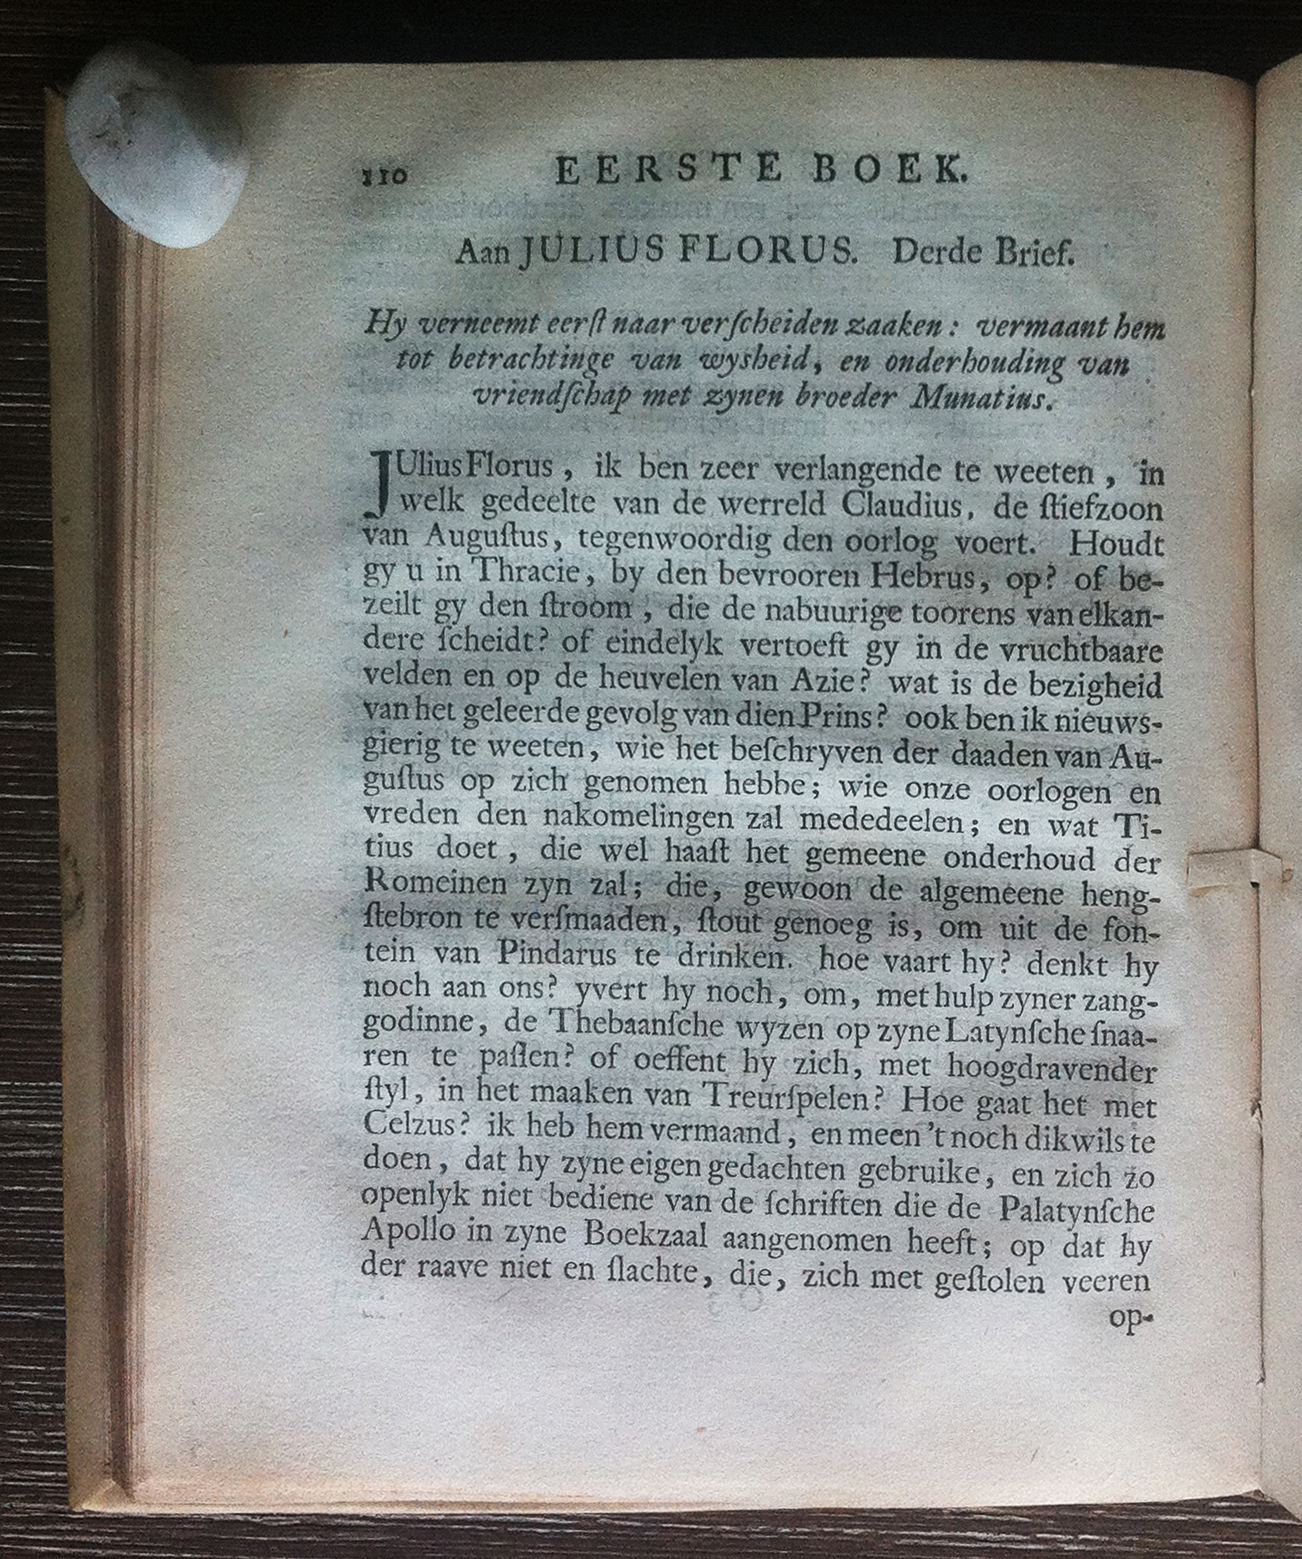 110 EERSTE BOEK.
Aan JULIUS FLORUS. Derde Brief.
Hy verneemt eerſt naar verſcheiden zaaken: vermaant hem
tot betrachtinge van wysheid, en onderhouding van
vriendſchap met zynen broeder Munatius.
JUlius Florus, ik ben zeer verlangende te weeten, in
welk gedeelte van de werreld Claudius, de ſtiefzoon
van Auguſtus, tegenwoordig den oorlog voert. Houdt
gy u in Thracie, by den bevrooren Hebrus, op? of be-
zeilt gy den ſtroom, die de nabuurige toorens van elkan-
dere ſcheidt? of eindelyk vertoeft gy in de vruchtbaare
velden en op de heuvelen van Azie? wat is de bezigheid
van het geleerde gevolg van dien Prins? ook ben ik nieuws-
gierig te weeten, wie het beſchryven der daaden van Au-
guſtus op zich genomen hebbe; wie onze oorlogen en
vreden den nakomelingen zal mededeelen; en wat Ti-
tius doet, die wel haaſt het gemeene onderhoud der
Romeinen zyn zal; die, gewoon de algemeene heng-
ſtebron te verſmaaden, ſtout genoeg is, om uit de fon-
tein van Pindarus te drinken. hoe vaart hy? denkt hy
noch aan ons? yvert hy noch, om, met hulp zyner zang-
godinne, de Thebaanſche wyzen op zyne Latynſche ſnaa-
ren te paſſen? of oeffent hy zich, met hoogdravender
ſtyl, in het maaken van Treurſpelen? Hoe gaat het met
Celzus? ik heb hem vermaand, en meen 't noch dikwils te
doen, dat hy zyne eigen gedachten gebruike, en zich zo
openlyk niet bediene van de ſchriften die de Palatynſche
Apollo in zyne Boekzaal aangenomen heeft; op dat hy
der raave niet en ſlachte, die, zich met geſtolen veeren
op-